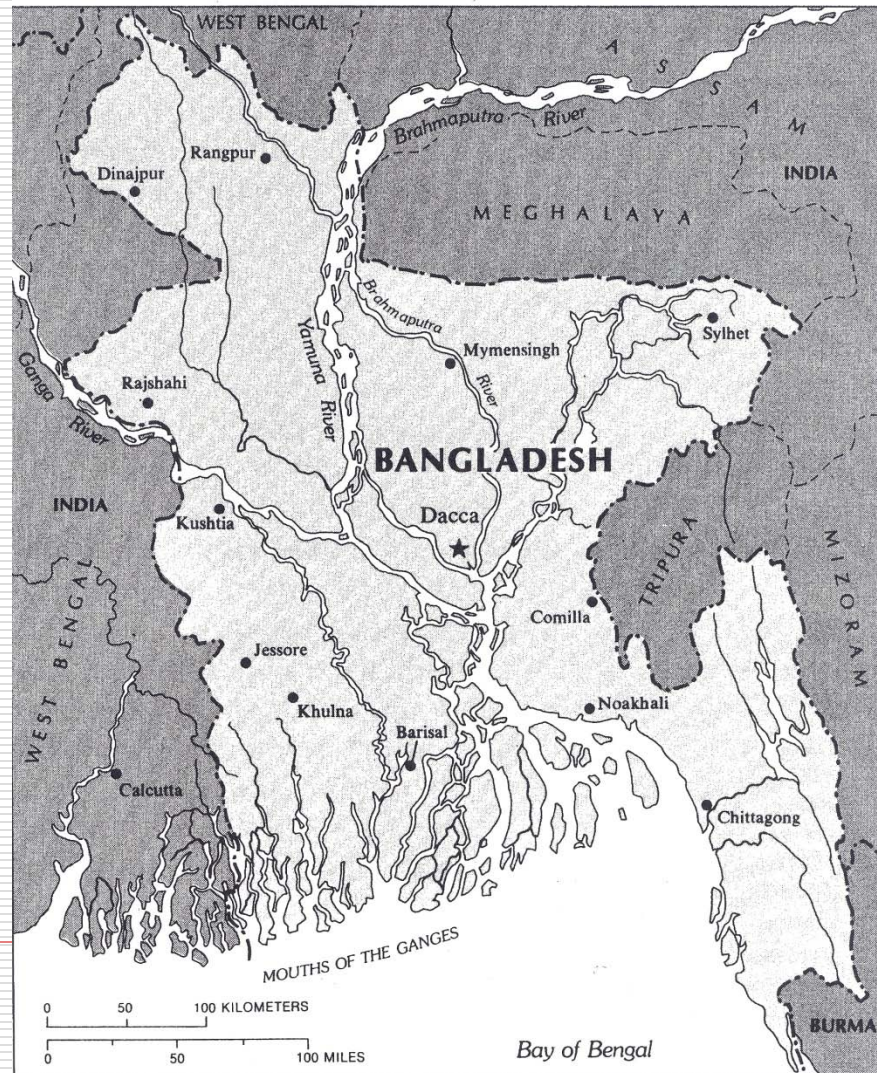 WEST BENGAL
ASSAM
Brahmaputra River
Rangpur
Dinajpur
INDIA
MEGHALAYA
Brahmaputra
River
Sylhet
Yamuna River
Mymensingh
Ganga
River
Rajshahi
BANGLADESH
INDIA
Kushtia
Dacca
TRIPURA
MIZORAM
Comilla
WEST BENGAL
Jessore
Khulna
Noakhali
Barisal
Calcutta
Chittagong
MOUTHS OF THE GANGES
0 50 100 KILOMETERS
0 50 100 MILES
Bay of Bengal
BURMA